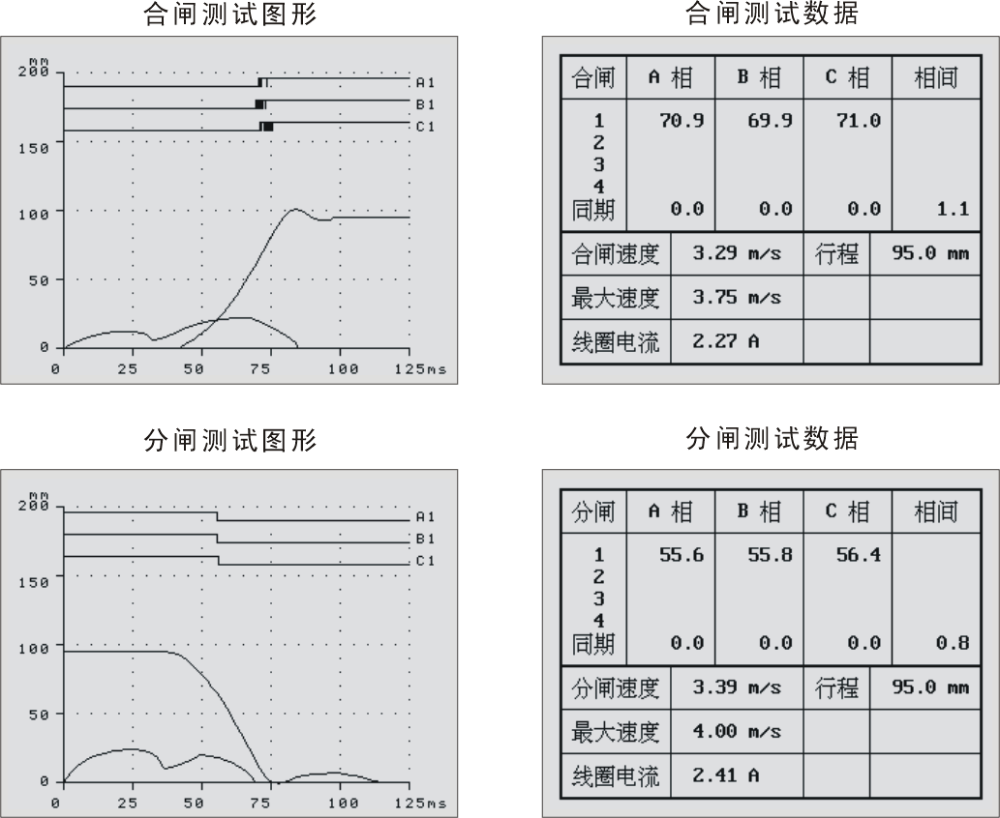 合闸测试图形
mm
200
A1
B1
C1
150
100
50
0
0 25 50 75 100 125ms
合闸测试数据
合闸 A 相 B 相 C 相 相间
1 70.9 69.9 71.0
2
3
4
同期 0.0 0.0 0.0 1.1
合闸速度 3.29 m/s 行程 95.0 mm
最大速度 3.75 m/s
线圈电流 2.27 A
分闸测试图形
mm
200
A1
B1
C1
150
100
50
0
0 25 50 75 100 125ms
分闸测试数据
分闸 A 相 B 相 C 相 相间
1 55.6 55.8 56.4
2
3
4
同期 0.0 0.0 0.0 0.8
分闸速度 3.39 m/s 行程 95.0 mm
最大速度 4.00 m/s
线圈电流 2.41 A